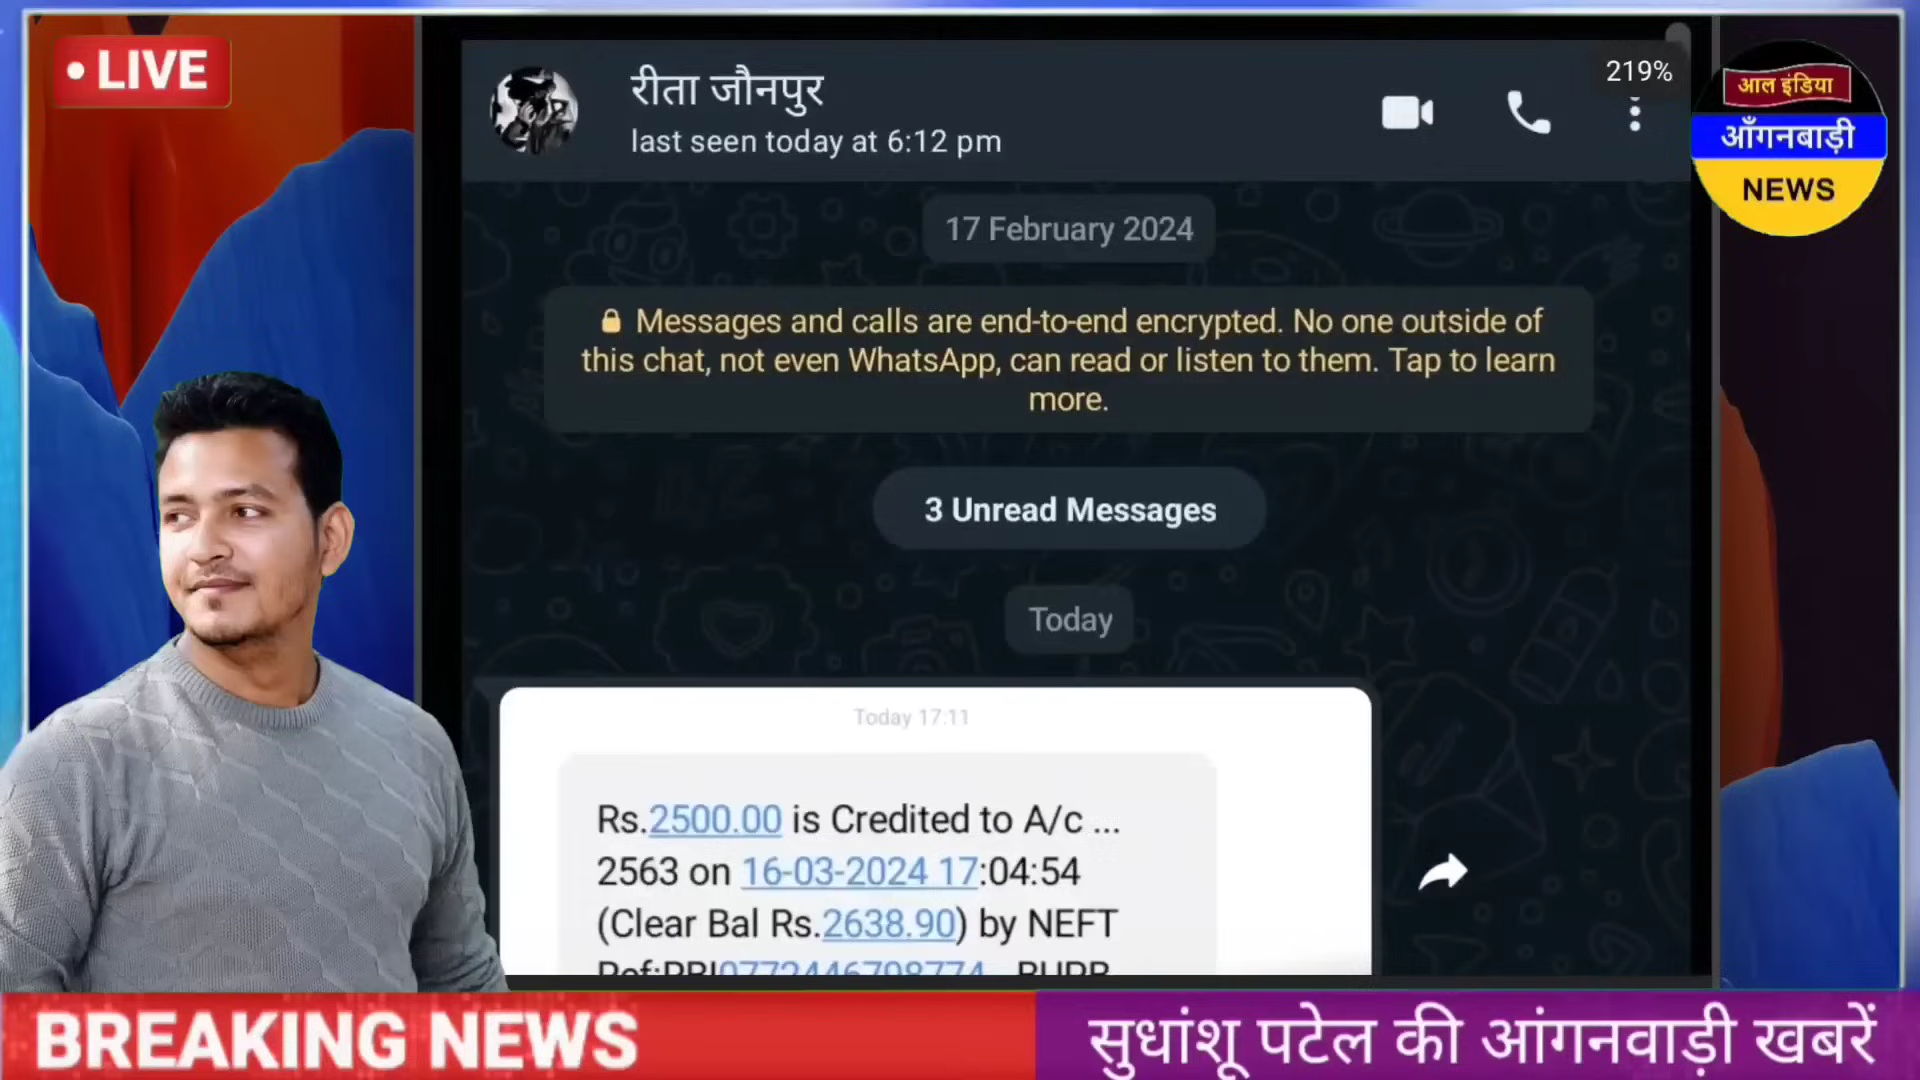 LIVE
219%
रीता जौनपुर
last seen today at 6:12 pm
आल इंडिया
आँगनबाड़ी
NEWS
17 February 2024
Messages and calls are end-to-end encrypted. No one outside of
this chat, not even WhatsApp, can read or listen to them. Tap to learn
more.
3 Unread Messages
Today
Today 17:11
Rs.2500.00 is Credited to A/c ...
2563 on 16-03-2024 17:04:54
(Clear Bal Rs.2638.90) by NEFT
BREAKING NEWS
सुधांशू पटेल की आंगनवाड़ी खबरें